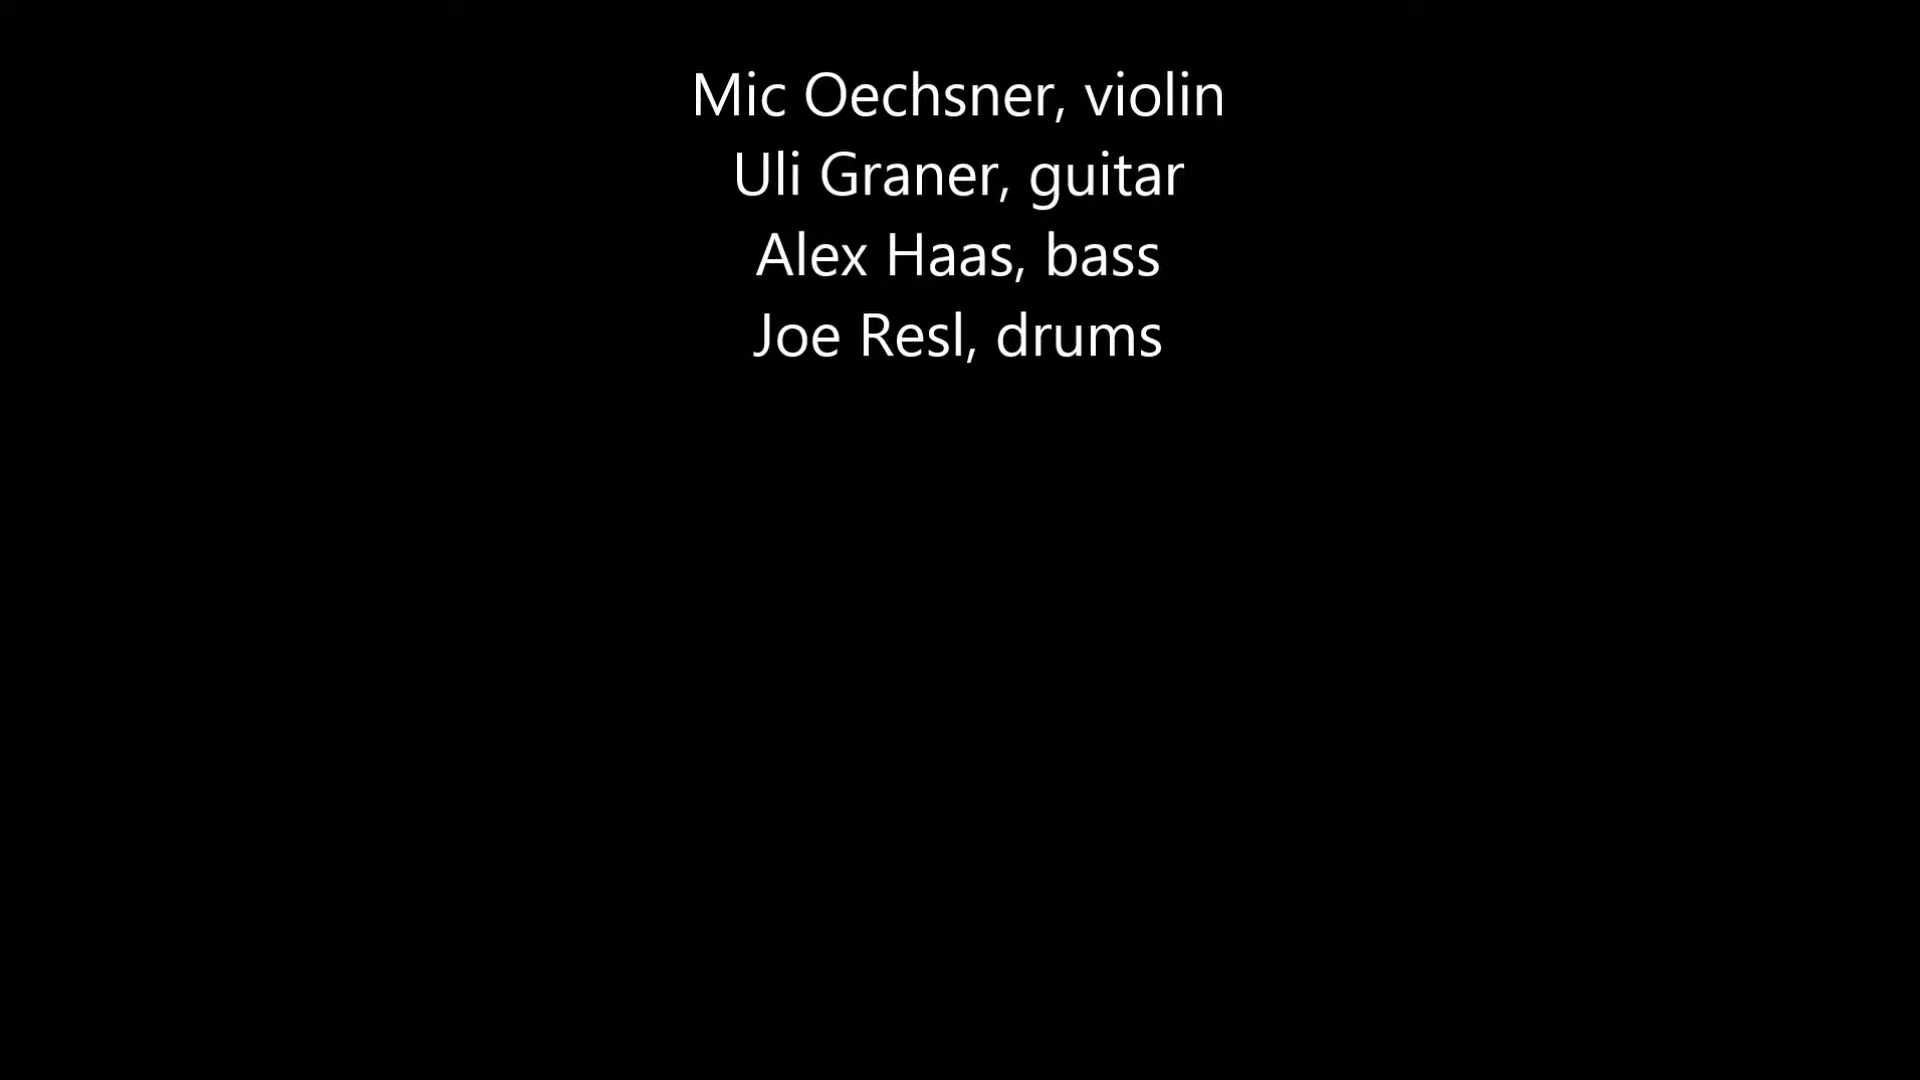 Mic Oechsner, violin
Uli Graner, guitar
Alex Haas, bass
Joe Resl, drums